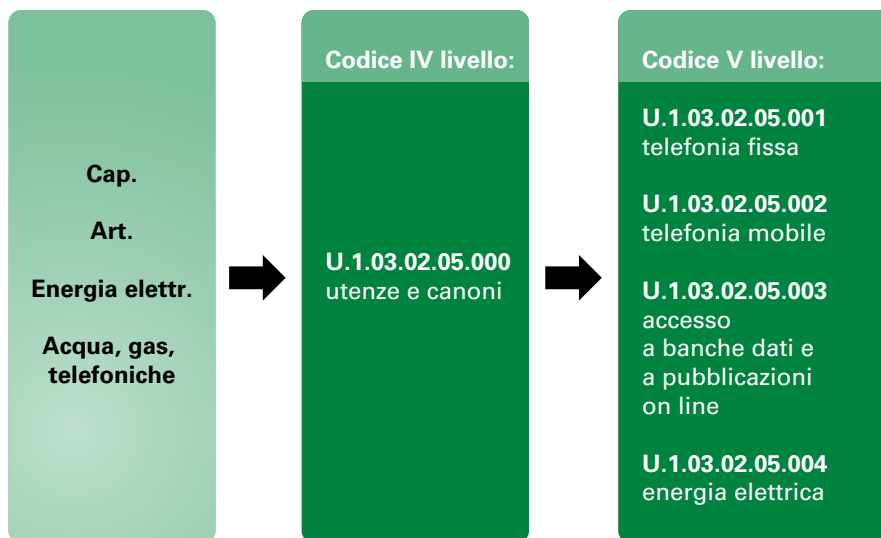 Cap.
Art.
Energia elettr.
Acqua, gas,
telefoniche
Codice IV livello:
U.1.03.02.05.000
utenze e canoni
Codice V livello:
U.1.03.02.05.001
telefonia fissa
U.1.03.02.05.002
telefonia mobile
U.1.03.02.05.003
accesso
a banche dati e
a pubblicazioni
on line
U.1.03.02.05.004
energia elettrica